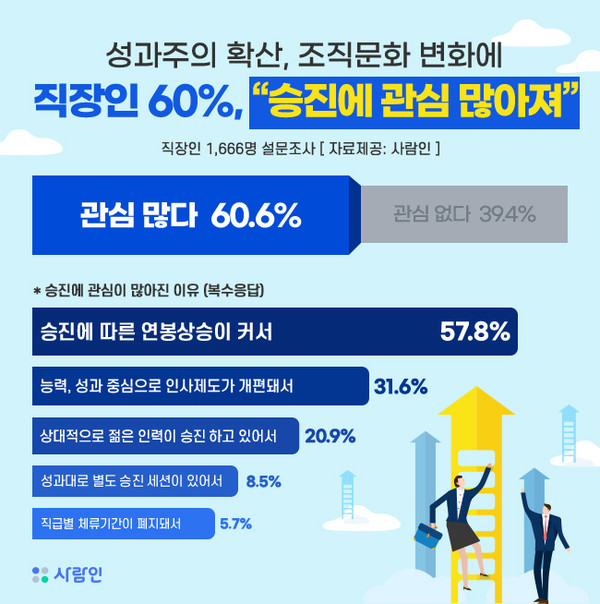 성과주의 확산, 조직문화 변화에
직장인 60%, “승진에 관심 많아져”
직장인 1,666명 설문조사 [ 자료제공: 사람인 ]
관심 많다 60.6%
관심 없다 39.4%
* 승진에 관심이 많아진 이유 (복수응답)
승진에 따른 연봉상승이 커서 57.8%
능력, 성과 중심으로 인사제도가 개편돼서 31.6%
상대적으로 젊은 인력이 승진 하고 있어서 20.9%
성과대로 별도 승진 세션이 있어서 8.5%
직급별 체류기간이 폐지돼서 5.7%
사람인